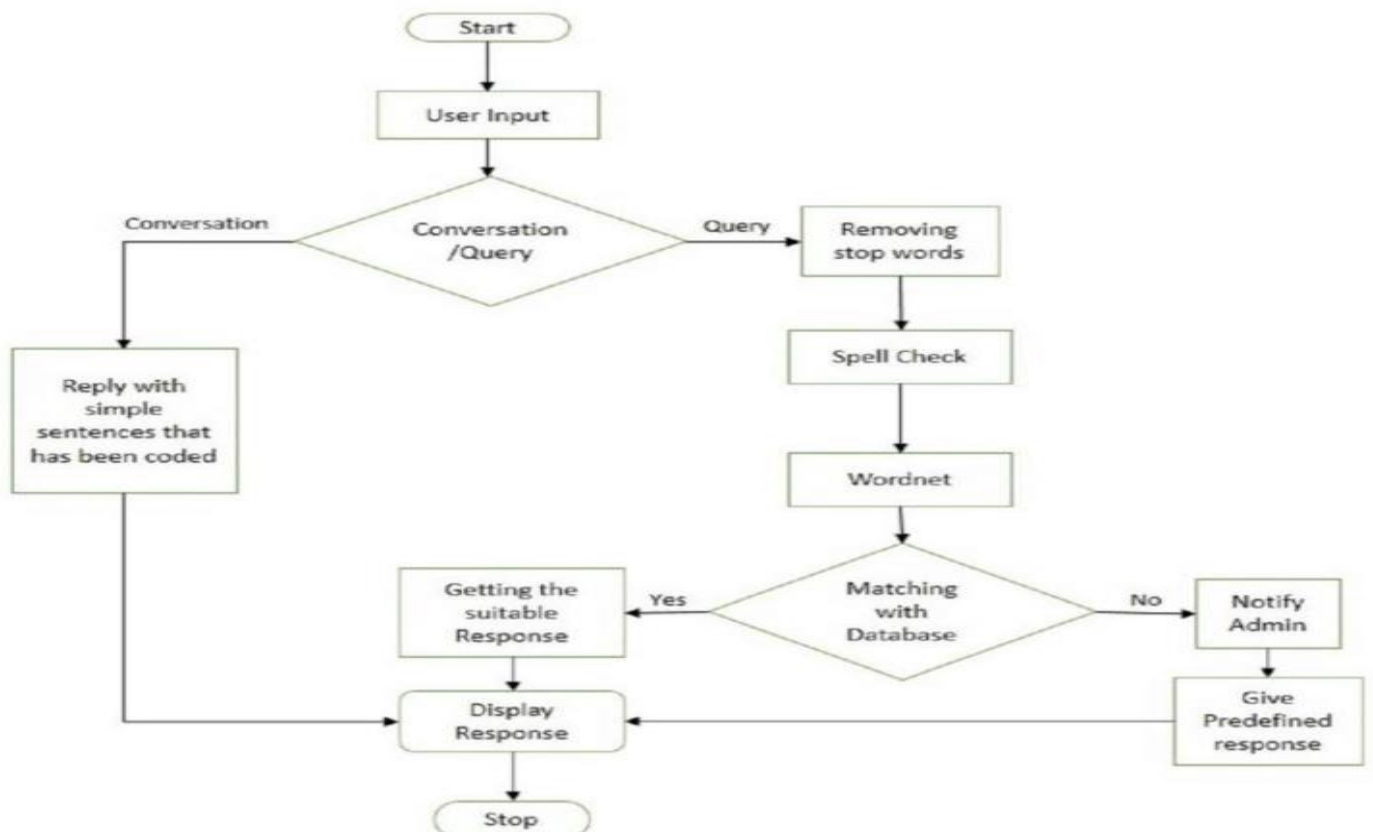 Start
User Input
Conversation
/Query
Conversation
Query
Removing
stop words
Spell Check
Wordnet
Reply with
simple
sentences that
has been coded
Matching
with
Database
Yes
No
Getting the
suitable
Response
Notify
Admin
Give
Predefined
response
Display
Response
Stop